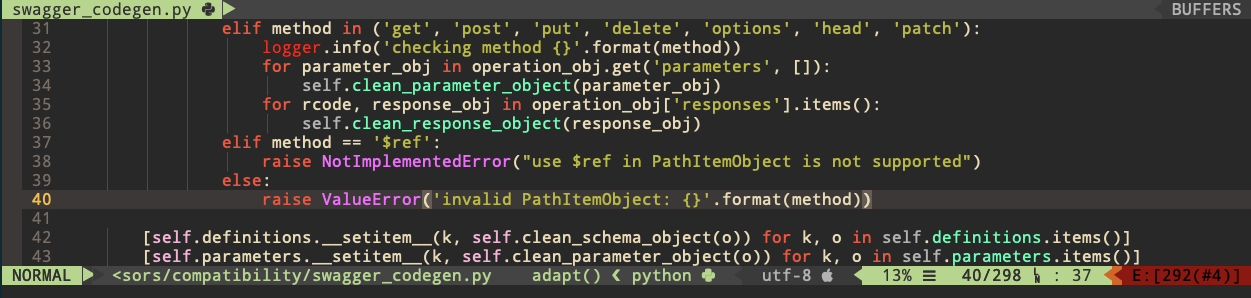 swagger_codegen.py BUFFERS
31 elif method in ('get', 'post', 'put', 'delete', 'options', 'head', 'patch'):
32 logger.info('checking method {}'.format(method))
33 for parameter_obj in operation_obj.get('parameters', []):
34 self.clean_parameter_object(parameter_obj)
35 for rcode, response_obj in operation_obj['responses'].items():
36 self.clean_response_object(response_obj)
37 elif method == '$ref':
38 raise NotImplementedError("use $ref in PathItemObject is not supported")
39 else:
40 raise ValueError('invalid PathItemObject: {}'.format(method))
41
42 [self.definitions.__setitem__(k, self.clean_schema_object(o)) for k, o in self.definitions.items()]
43 [self.parameters.__setitem__(k, self.clean_parameter_object(o)) for k, o in self.parameters.items()]
NORMAL <sors/compatibility/swagger_codegen.py adapt() ❮ python utf-8 13% ☰ 40/298 ㏑ : 37 E:[292(#4)]